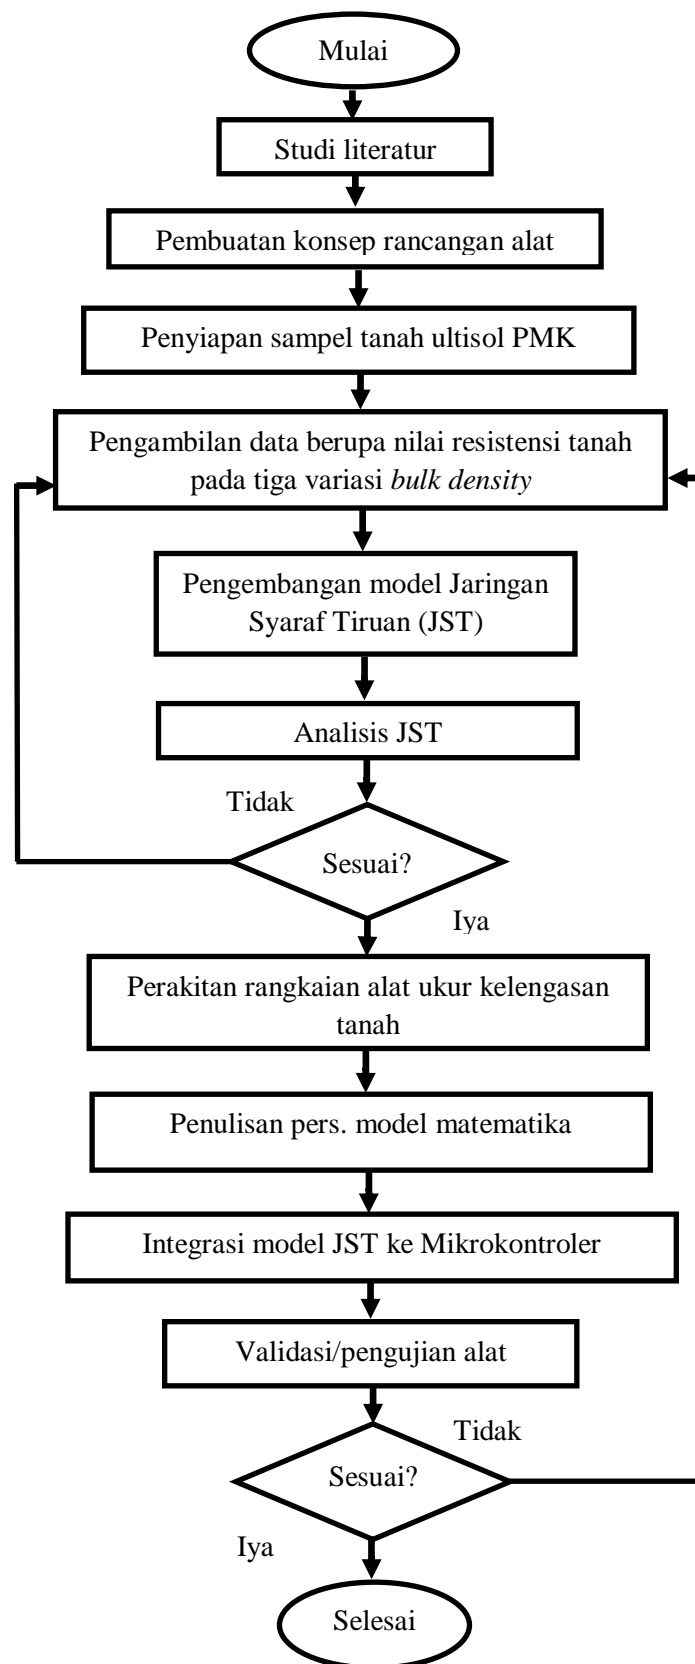 Mulai
Studi literatur
Pembuatan konsep rancangan alat
Penyiapan sampel tanah ultisol PMK
Pengambilan data berupa nilai resistensi tanah
pada tiga variasi bulk density
Pengembangan model Jaringan
Syaraf Tiruan (JST)
Analisis JST
Tidak
Sesuai?
Iya
Perakitan rangkaian alat ukur kelengasan
tanah
Penulisan pers. model matematika
Integrasi model JST ke Mikrokontroler
Validasi/pengujian alat
Tidak
Sesuai?
Iya
Selesai